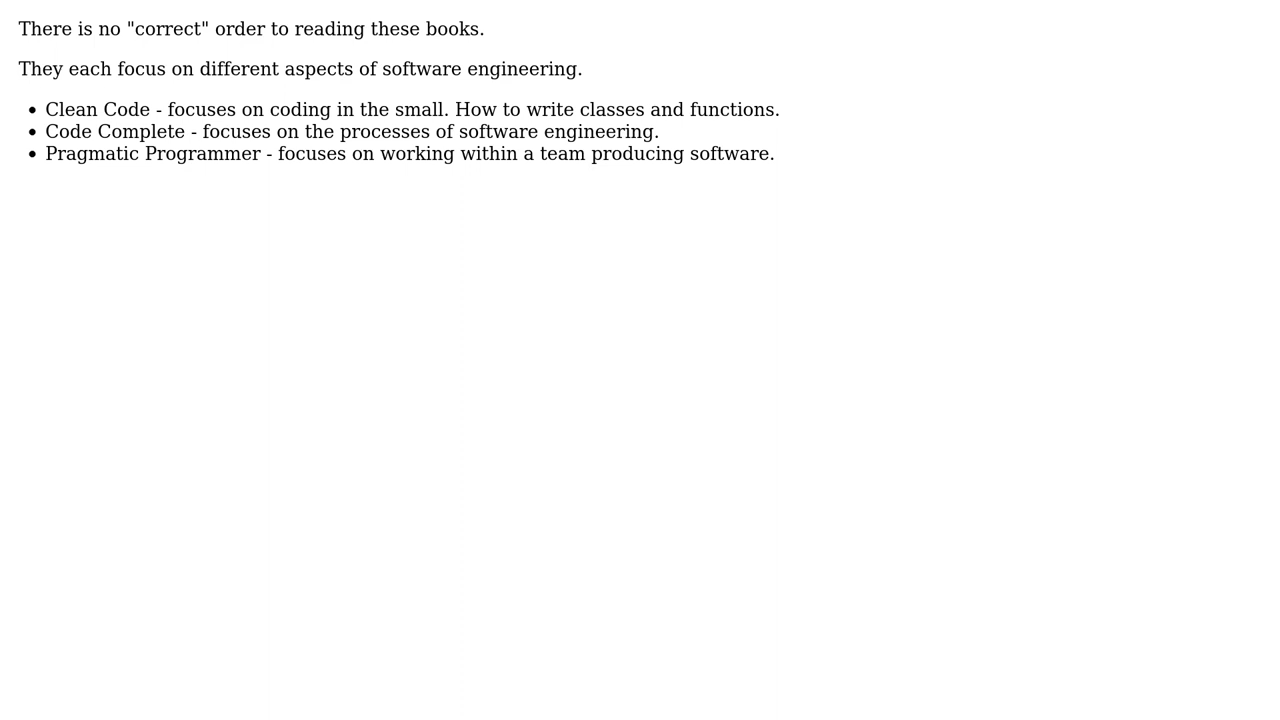 There is no "correct" order to reading these books.
They each focus on different aspects of software engineering.
• Clean Code - focuses on coding in the small. How to write classes and functions.
• Code Complete - focuses on the processes of software engineering.
• Pragmatic Programmer - focuses on working within a team producing software.